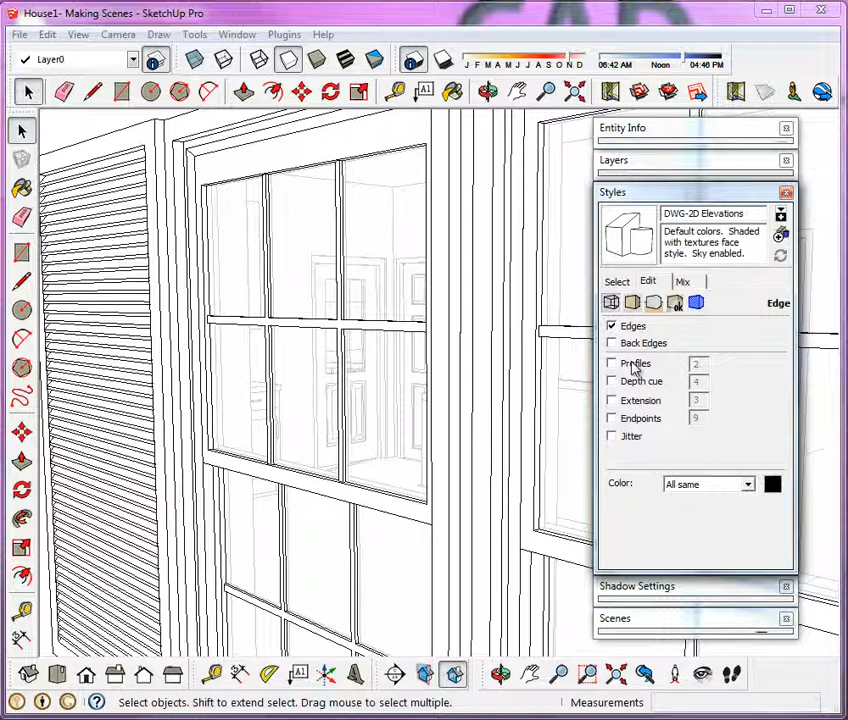 House1- Making Scenes - SketchUp Pro
File Edit View Camera Draw Tools Window Plugins Help
Layer0
J F M A M J J A S O N D
06:42 AM Noon 04:46 PM
A1
Entity Info
Layers
Styles
DWG-2D Elevations
Default colors. Shaded
with textures face
style. Sky enabled.
Select Edit Mix
Edge
Edges
Back Edges
Profiles 2
Depth cue 4
Extension 3
Endpoints 9
Jitter
Color: All same
Shadow Settings
Scenes
A1
Select objects. Shift to extend select. Drag mouse to select multiple. Measurements